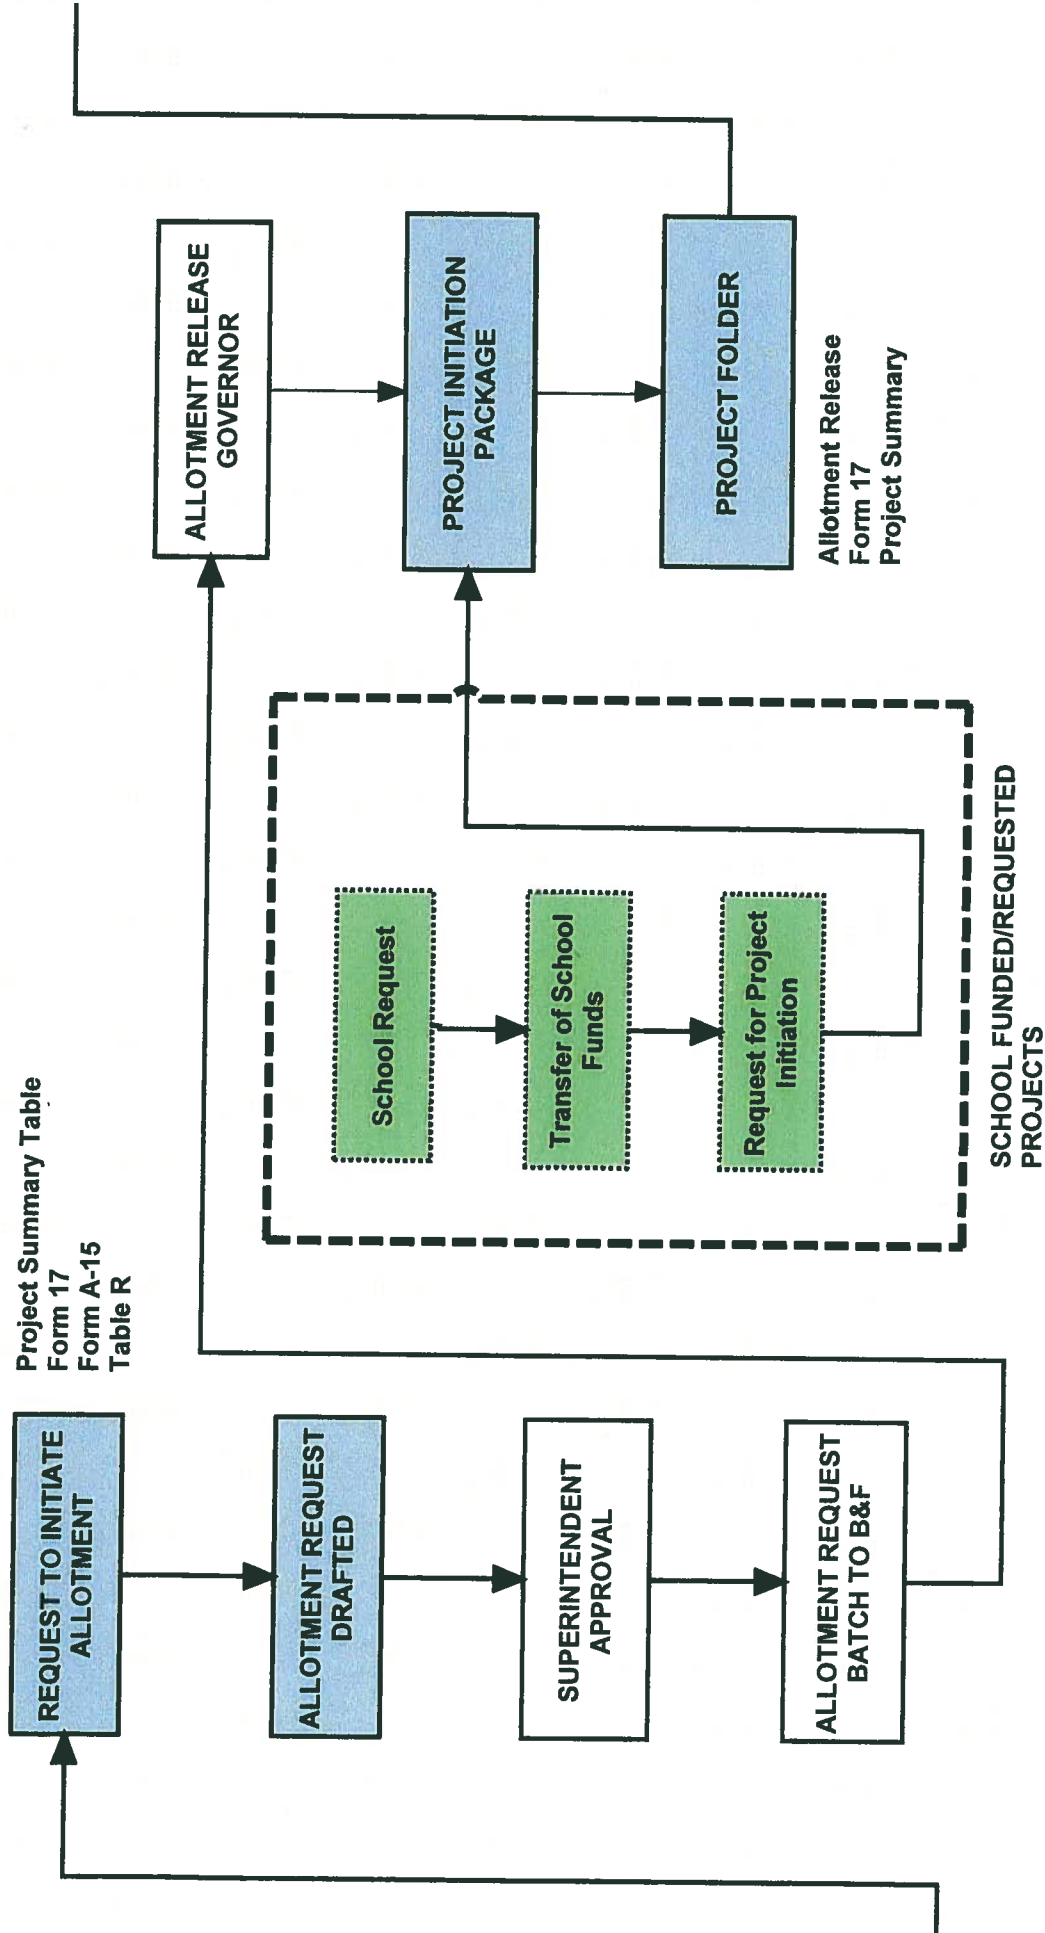 REQUEST TO INITIATE
ALLOTMENT
Project Summary Table
Form 17
Form A-15
Table R
ALLOTMENT REQUEST
DRAFTED
SUPERINTENDENT
APPROVAL
ALLOTMENT REQUEST
BATCH TO B&F
School Request
Transfer of School
Funds
Request for Project
Initiation
SCHOOL FUNDED/REQUESTED
PROJECTS
ALLOTMENT RELEASE
GOVERNOR
PROJECT INITIATION
PACKAGE
PROJECT FOLDER
Allotment Release
Form 17
Project Summary